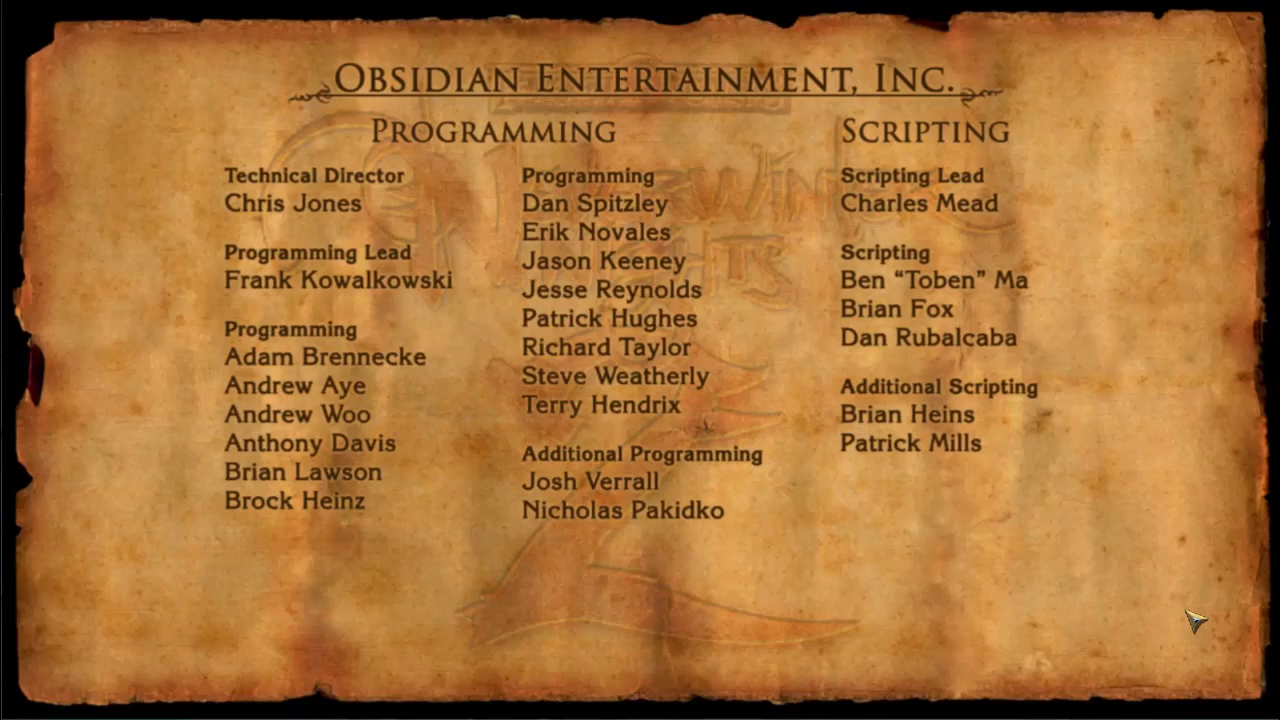 OBSIDIAN ENTERTAINMENT, INC.
PROGRAMMING
Technical Director
Chris Jones
Programming Lead
Frank Kowalkowski
Programming
Adam Brennecke
Andrew Aye
Andrew Woo
Anthony Davis
Brian Lawson
Brock Heinz
Programming
Dan Spitzley
Erik Novales
Jason Keeney
Jesse Reynolds
Patrick Hughes
Richard Taylor
Steve Weatherly
Terry Hendrix
Additional Programming
Josh Verrall
Nicholas Pakidko
SCRIPTING
Scripting Lead
Charles Mead
Scripting
Ben “Toben” Ma
Brian Fox
Dan Rubalcaba
Additional Scripting
Brian Heins
Patrick Mills